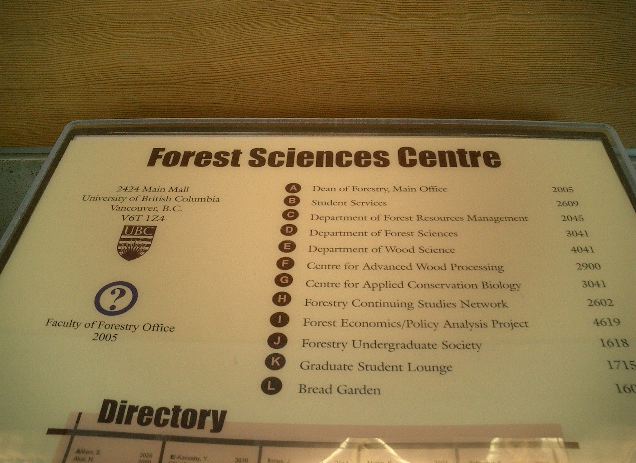 Forest Sciences Centre
2424 Main Mall
University of British Columbia
Vancouver, B.C.
V6T 1Z4
UBC
?
Faculty of Forestry Office
2005
A Dean of Forestry, Main Office 2005
B Student Services 2609
C Department of Forest Resources Management 2045
D Department of Forest Sciences 3041
E Department of Wood Science 4041
F Centre for Advanced Wood Processing 2900
G Centre for Applied Conservation Biology 3041
H Forestry Continuing Studies Network 2602
I Forest Economics/Policy Analysis Project 4619
J Forestry Undergraduate Society 1618
K Graduate Student Lounge 1715
L Bread Garden 160
Directory